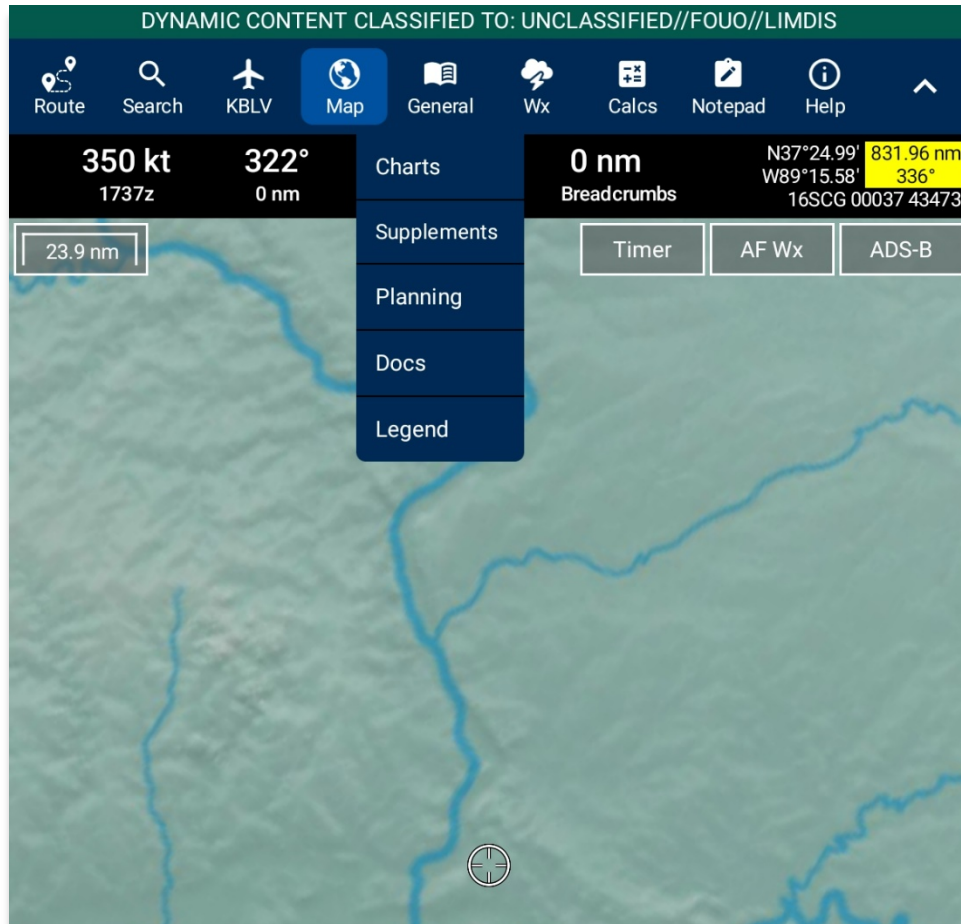 DYNAMIC CONTENT CLASSIFIED TO: UNCLASSIFIED//FOUO//LIMDIS
Route Search KBLV Map General Wx Calcs Notepad Help
350 kt 322° 0 nm N37°24.99' 831.96 nm
1737z 0 nm Breadcrumbs W89°15.58' 336°
16SCG 00037 43473
23.9 nm Timer AF Wx ADS-B
Charts
Supplements
Planning
Docs
Legend